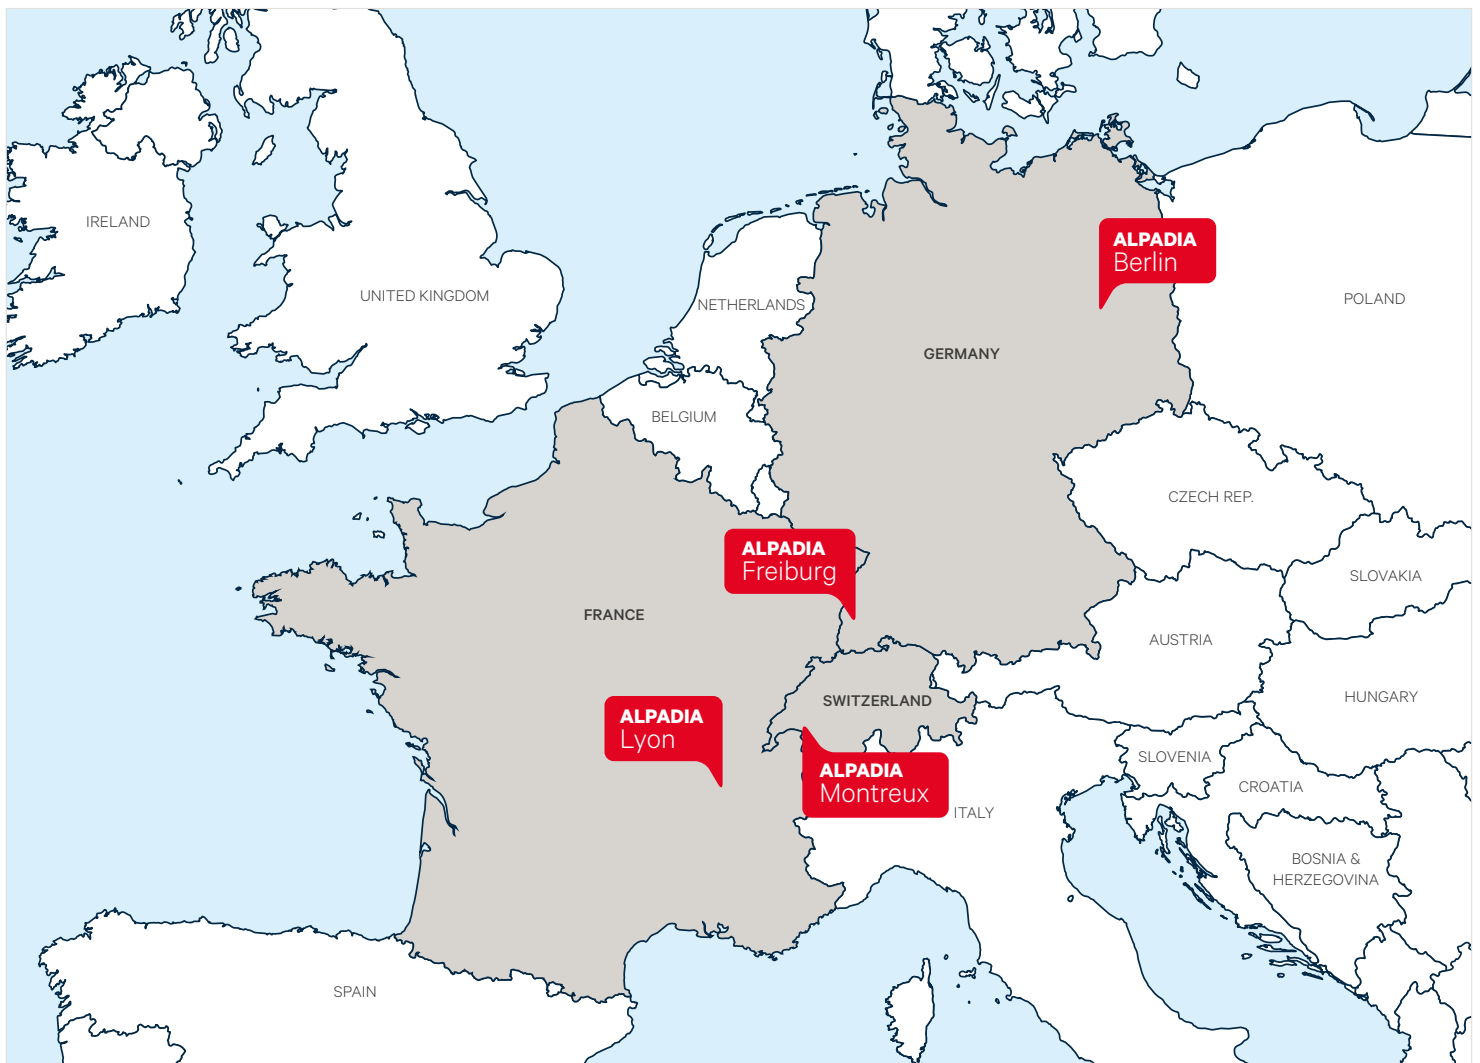 IRELAND
UNITED KINGDOM
NETHERLANDS
BELGIUM
GERMANY
ALPADIA
Berlin
POLAND
CZECH REP.
SLOVAKIA
ALPADIA
Freiburg
FRANCE
AUSTRIA
SWITZERLAND
HUNGARY
ALPADIA
Lyon
ALPADIA
Montreux
ITALY
SLOVENIA
CROATIA
BOSNIA &
HERZEGOVINA
SPAIN